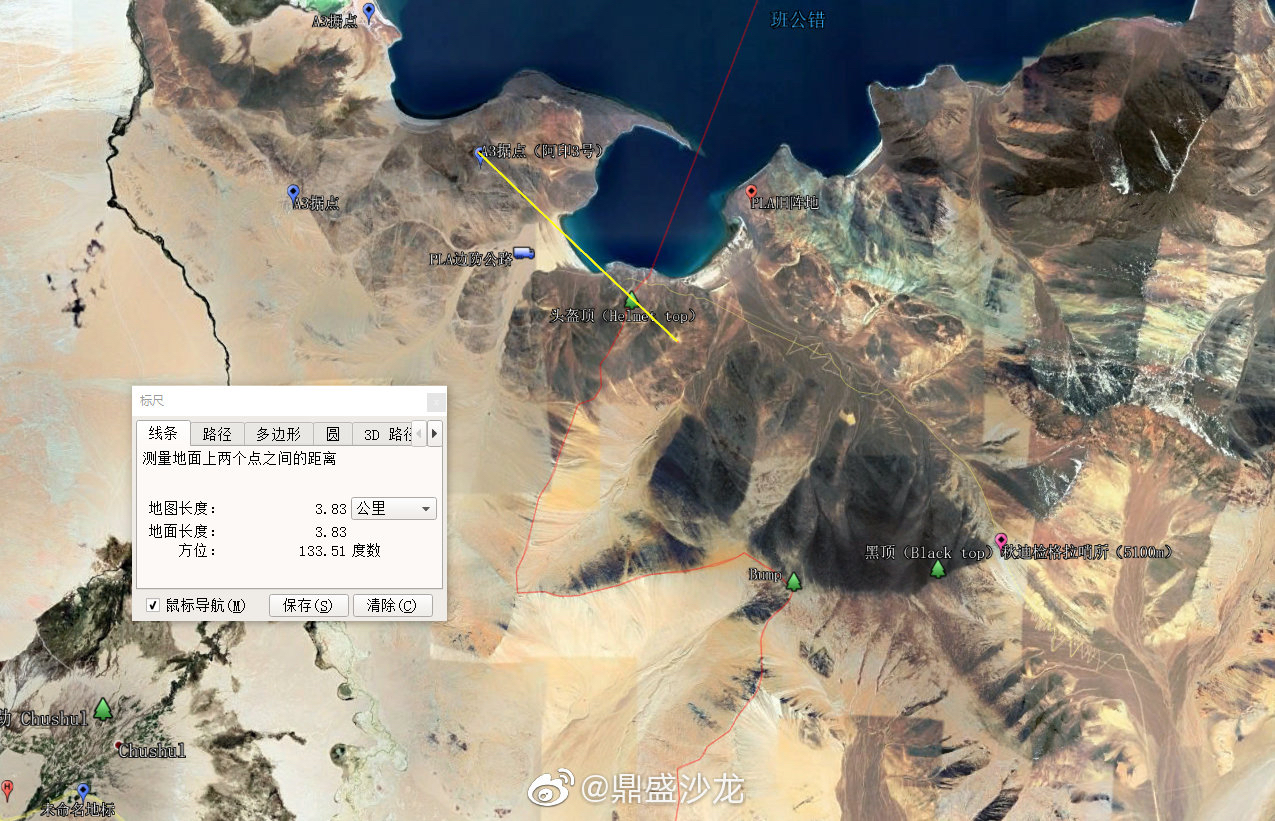 A3据点
班公错
A3据点（阿印3号）
A3据点
PLA旧阵地
PLA边防公路
头盔顶（Helmet top）
标尺
线条
路径
多边形
圆
3D 路径
测量地面上两个点之间的距离
地图长度：
3.83
公里
地面长度：
3.83
方位：
133.51 度数
鼠标导航(M)
保存(S)
清除(C)
黑顶（Black top）
秋迪检格拉哨所（5100m）
Bump
勒 Chushul
Chushul
H
未命名地标
@鼎盛沙龙